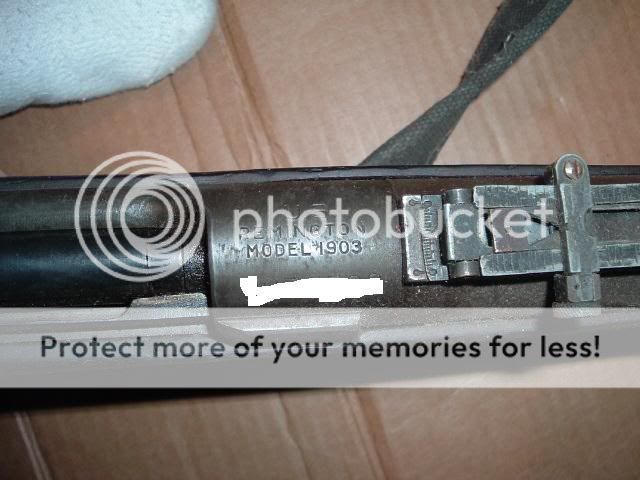 photobucket
REMINGTON
MODEL 1903
Protect more of your memories for less!